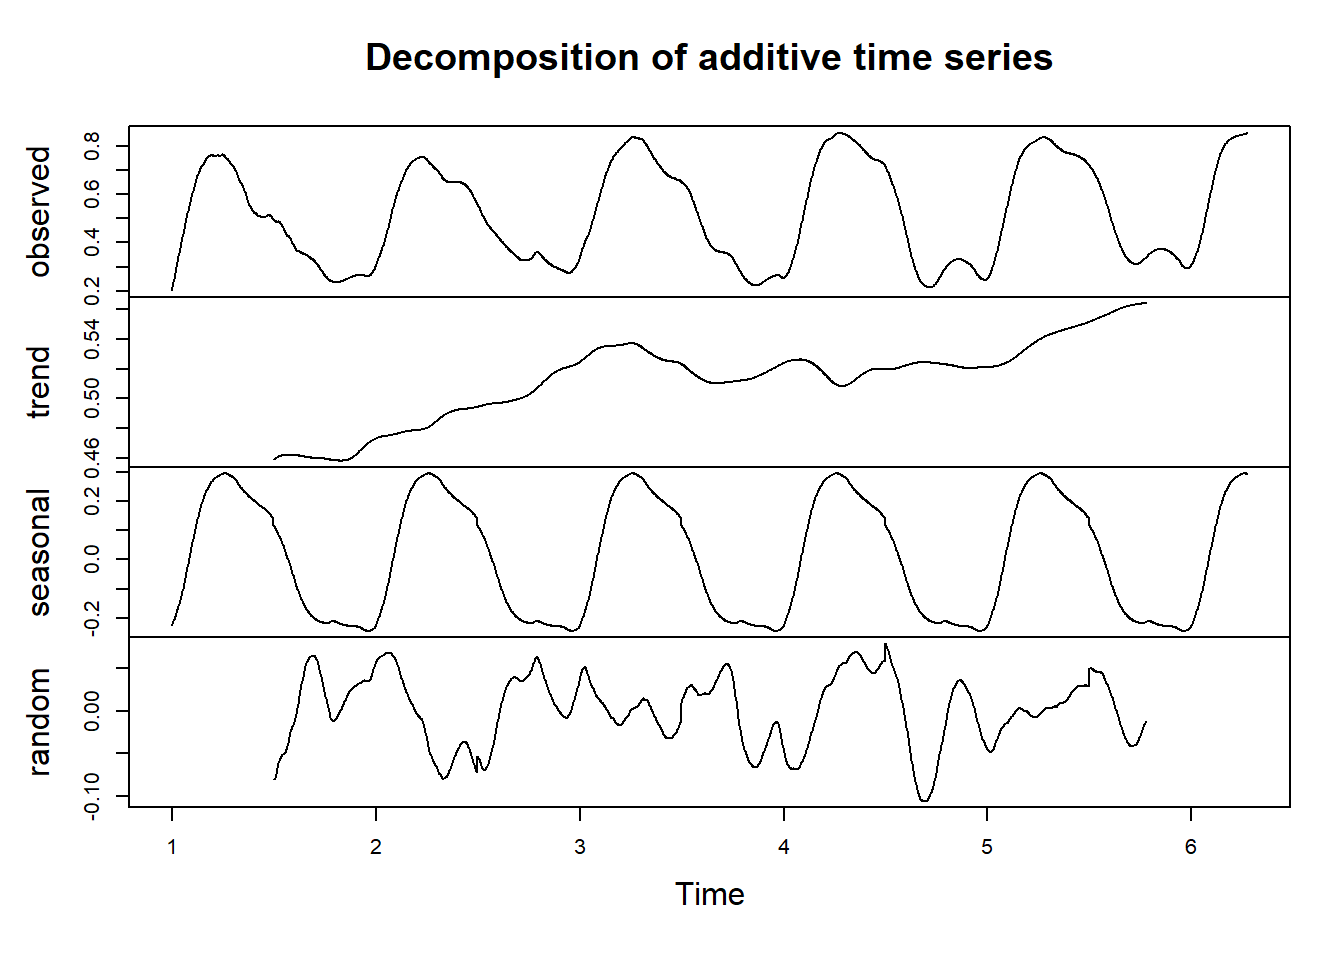 Decomposition of additive time series
observed
0.2 0.4 0.6 0.8
trend
0.46 0.50 0.54
seasonal
-0.2 0.0 0.2
random
-0.10 0.00
1 2 3 4 5 6
Time